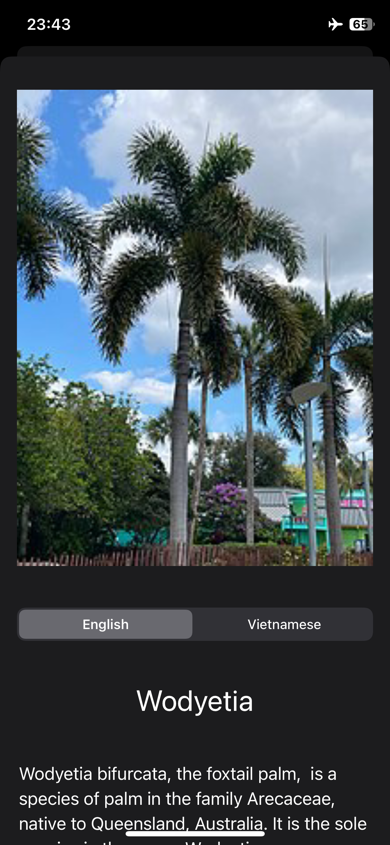 23:43
65
English
Vietnamese
Wodyetia
Wodyetia bifurcata, the foxtail palm,  is a
species of palm in the family Arecaceae,
native to Queensland, Australia. It is the sole